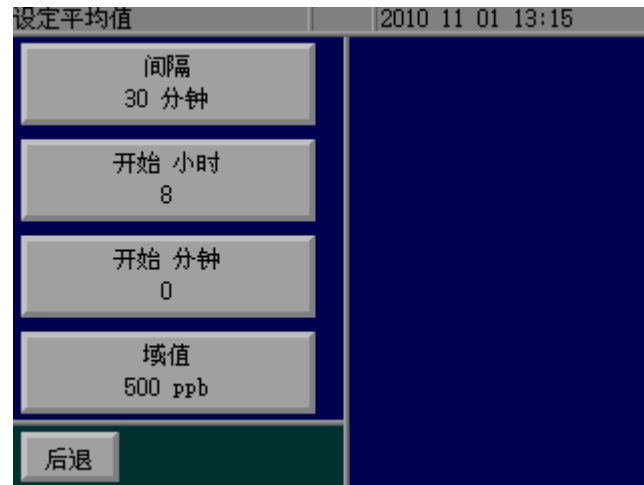 设定平均值 2010 11 01 13:15
间隔
30 分钟
开始 小时
8
开始 分钟
0
域值
500 ppb
后退